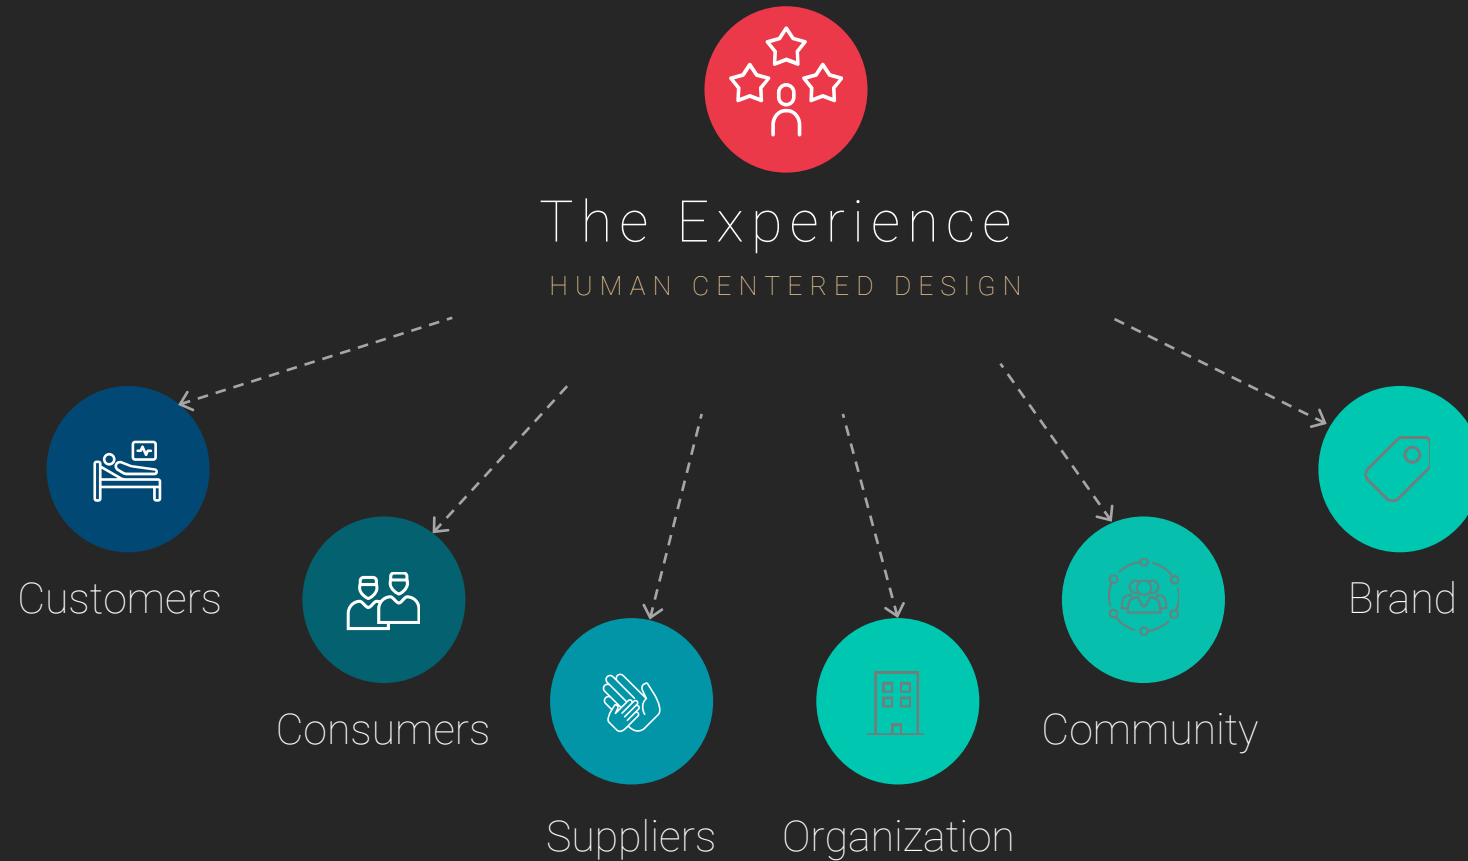 The Experience
HUMAN CENTERED DESIGN
Customers
Consumers
Suppliers
Organization
Community
Brand